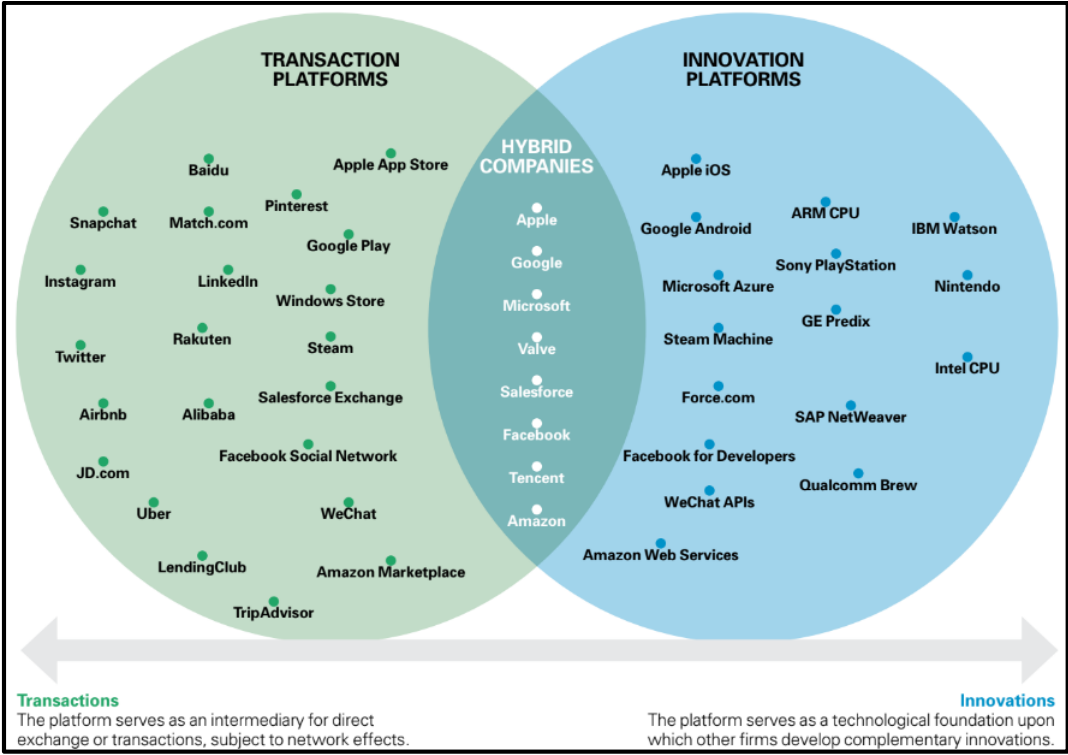 TRANSACTION
PLATFORMS
Baidu
Apple App Store
Pinterest
Snapchat
Match.com
Google Play
Instagram
LinkedIn
Windows Store
Rakuten
Steam
Twitter
Salesforce Exchange
Airbnb
Alibaba
Facebook Social Network
JD.com
Uber
WeChat
LendingClub
Amazon Marketplace
TripAdvisor
HYBRID
COMPANIES
Apple
Google
Microsoft
Valve
Salesforce
Facebook
Tencent
Amazon
INNOVATION
PLATFORMS
Apple iOS
ARM CPU
Google Android
IBM Watson
Sony PlayStation
Microsoft Azure
Nintendo
GE Predix
Steam Machine
Intel CPU
Force.com
SAP NetWeaver
Facebook for Developers
Qualcomm Brew
WeChat APIs
Amazon Web Services
Transactions
The platform serves as an intermediary for direct
exchange or transactions, subject to network effects.
Innovations
The platform serves as a technological foundation upon
which other firms develop complementary innovations.